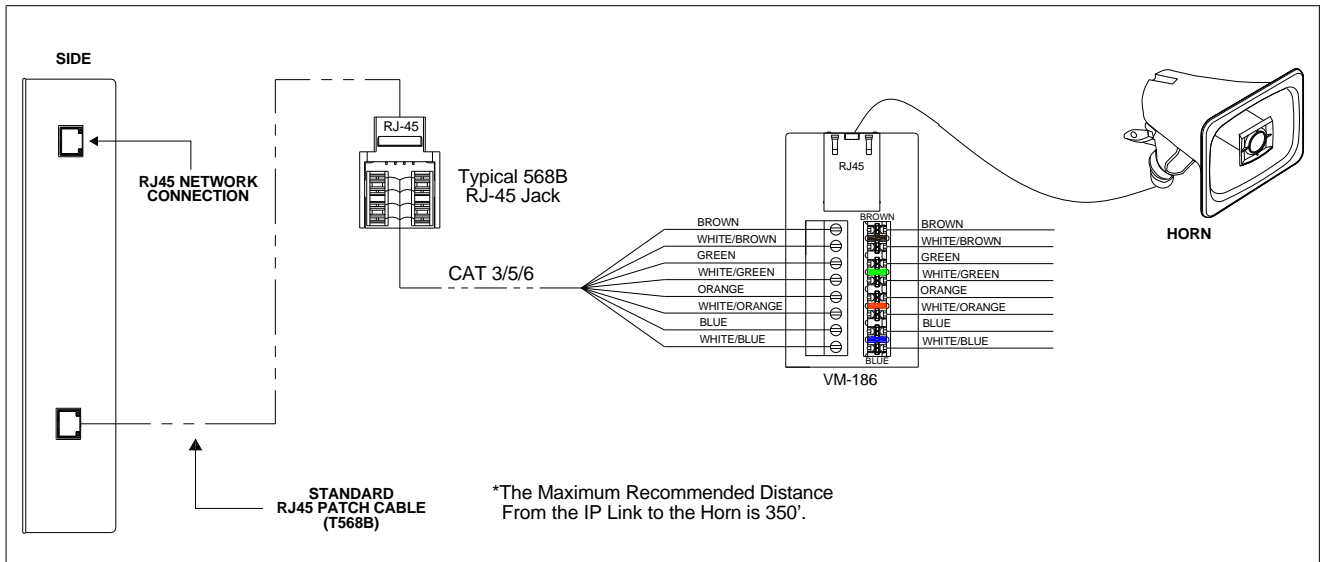 SIDE
RJ45 NETWORK
CONNECTION
STANDARD
RJ45 PATCH CABLE
(T568B)
RJ-45
Typical 568B
RJ-45 Jack
CAT 3/5/6
BROWN
WHITE/BROWN
GREEN
WHITE/GREEN
ORANGE
WHITE/ORANGE
BLUE
WHITE/BLUE
RJ45
BROWN
BLUE
VM-186
BROWN
WHITE/BROWN
GREEN
WHITE/GREEN
ORANGE
WHITE/ORANGE
BLUE
WHITE/BLUE
HORN
*The Maximum Recommended Distance
From the IP Link to the Horn is 350'.